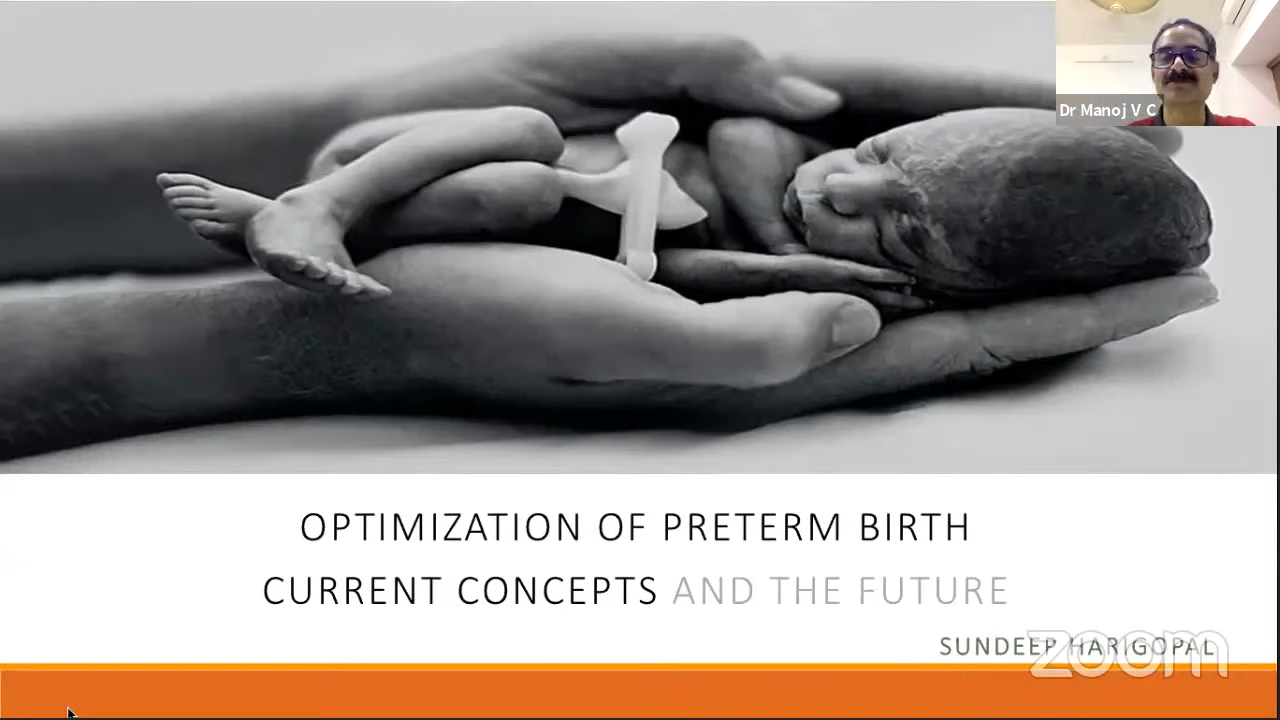 Dr Manoj V C
OPTIMIZATION OF PRETERM BIRTH
CURRENT CONCEPTS AND THE FUTURE
SUNDEEP HARIGOPAL
zoom